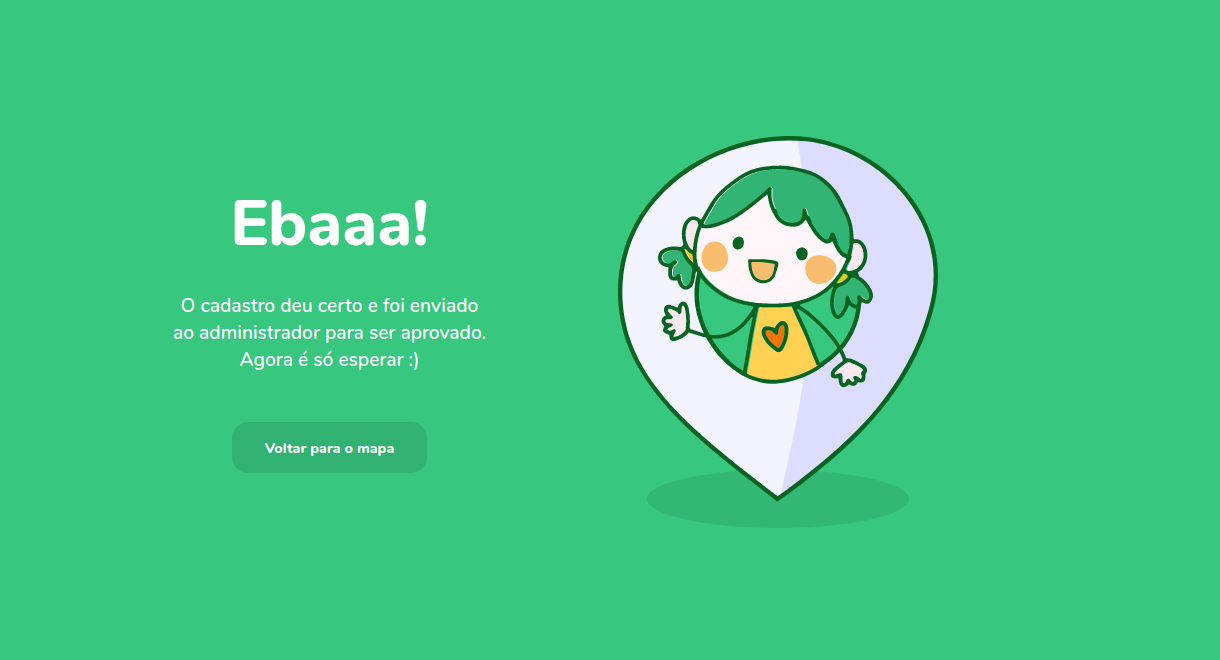 Ebaaa!
O cadastro deu certo e foi enviado
ao administrador para ser aprovado.
Agora é só esperar :)
Voltar para o mapa